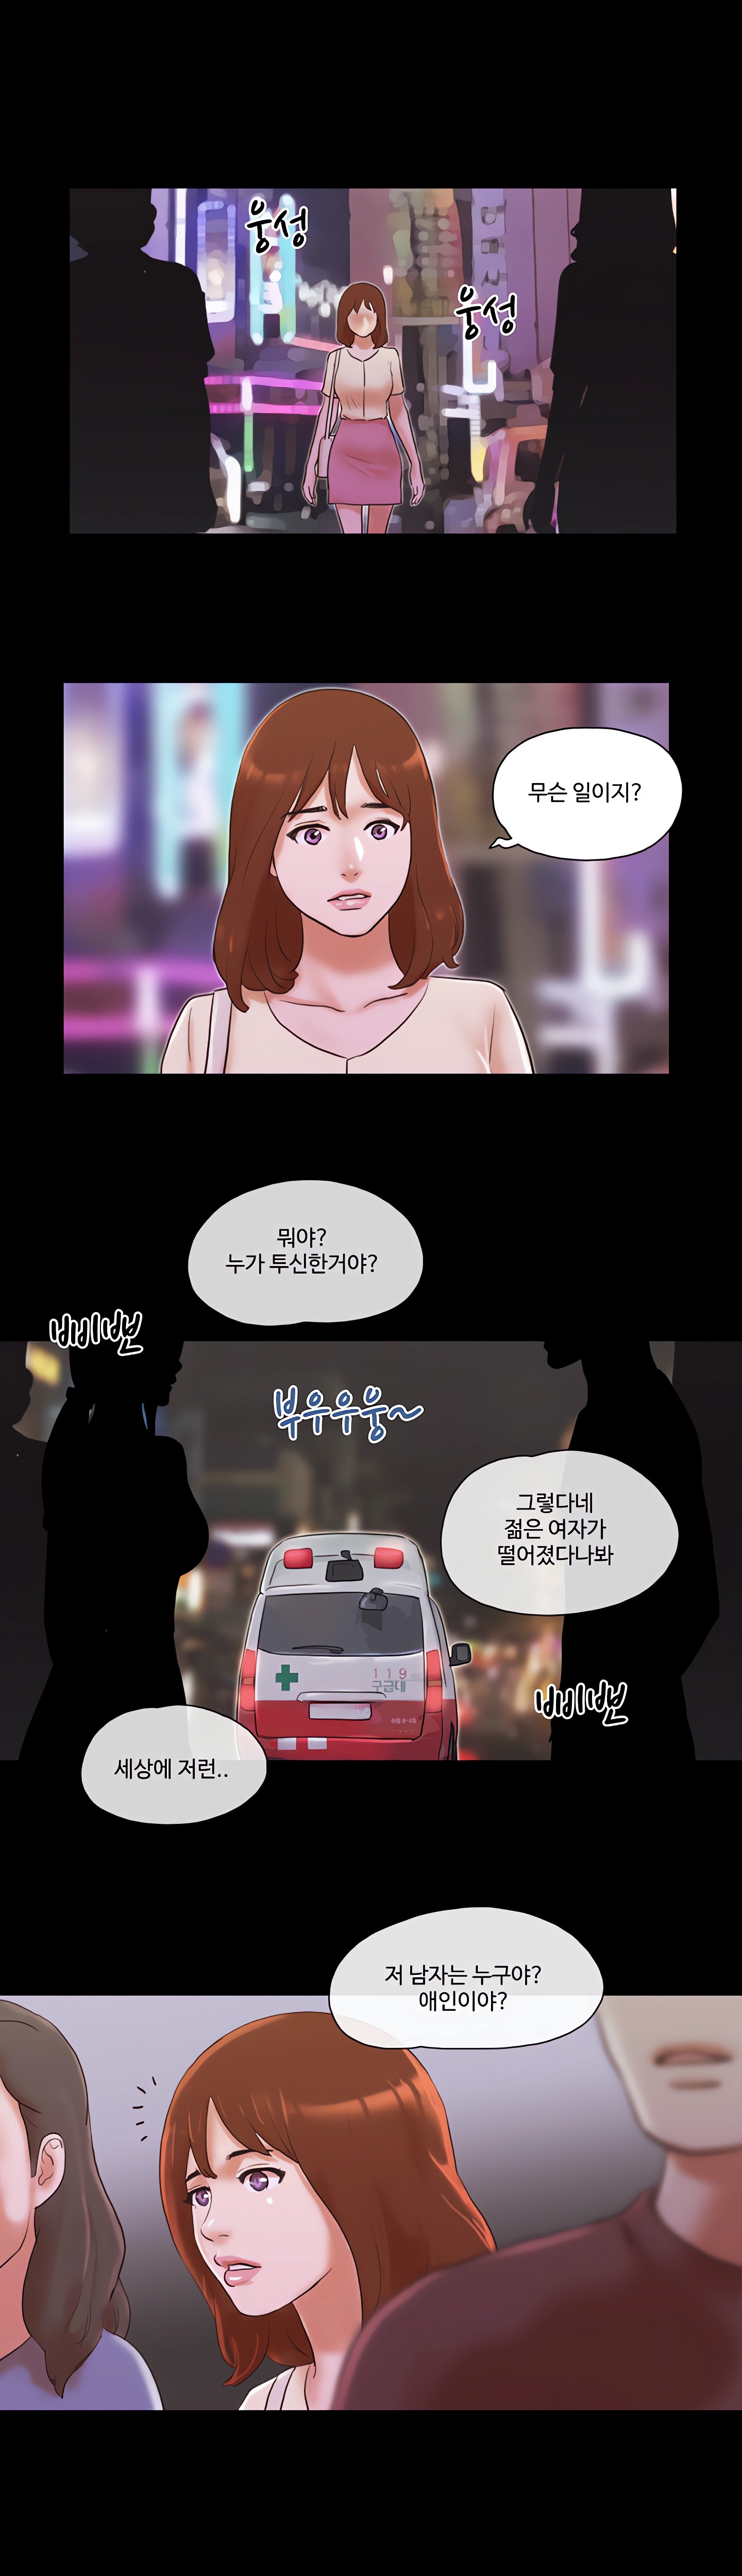 웅성
웅성
무슨 일이지?
뭐야?
누가 투신한거야?
삐이뽀
부우우웅~
그렇다네
젊은 여자가
떨어졌다나봐
119
구급대
삐이뽀
세상에 저런..
저 남자는 누구야?
애인이야?